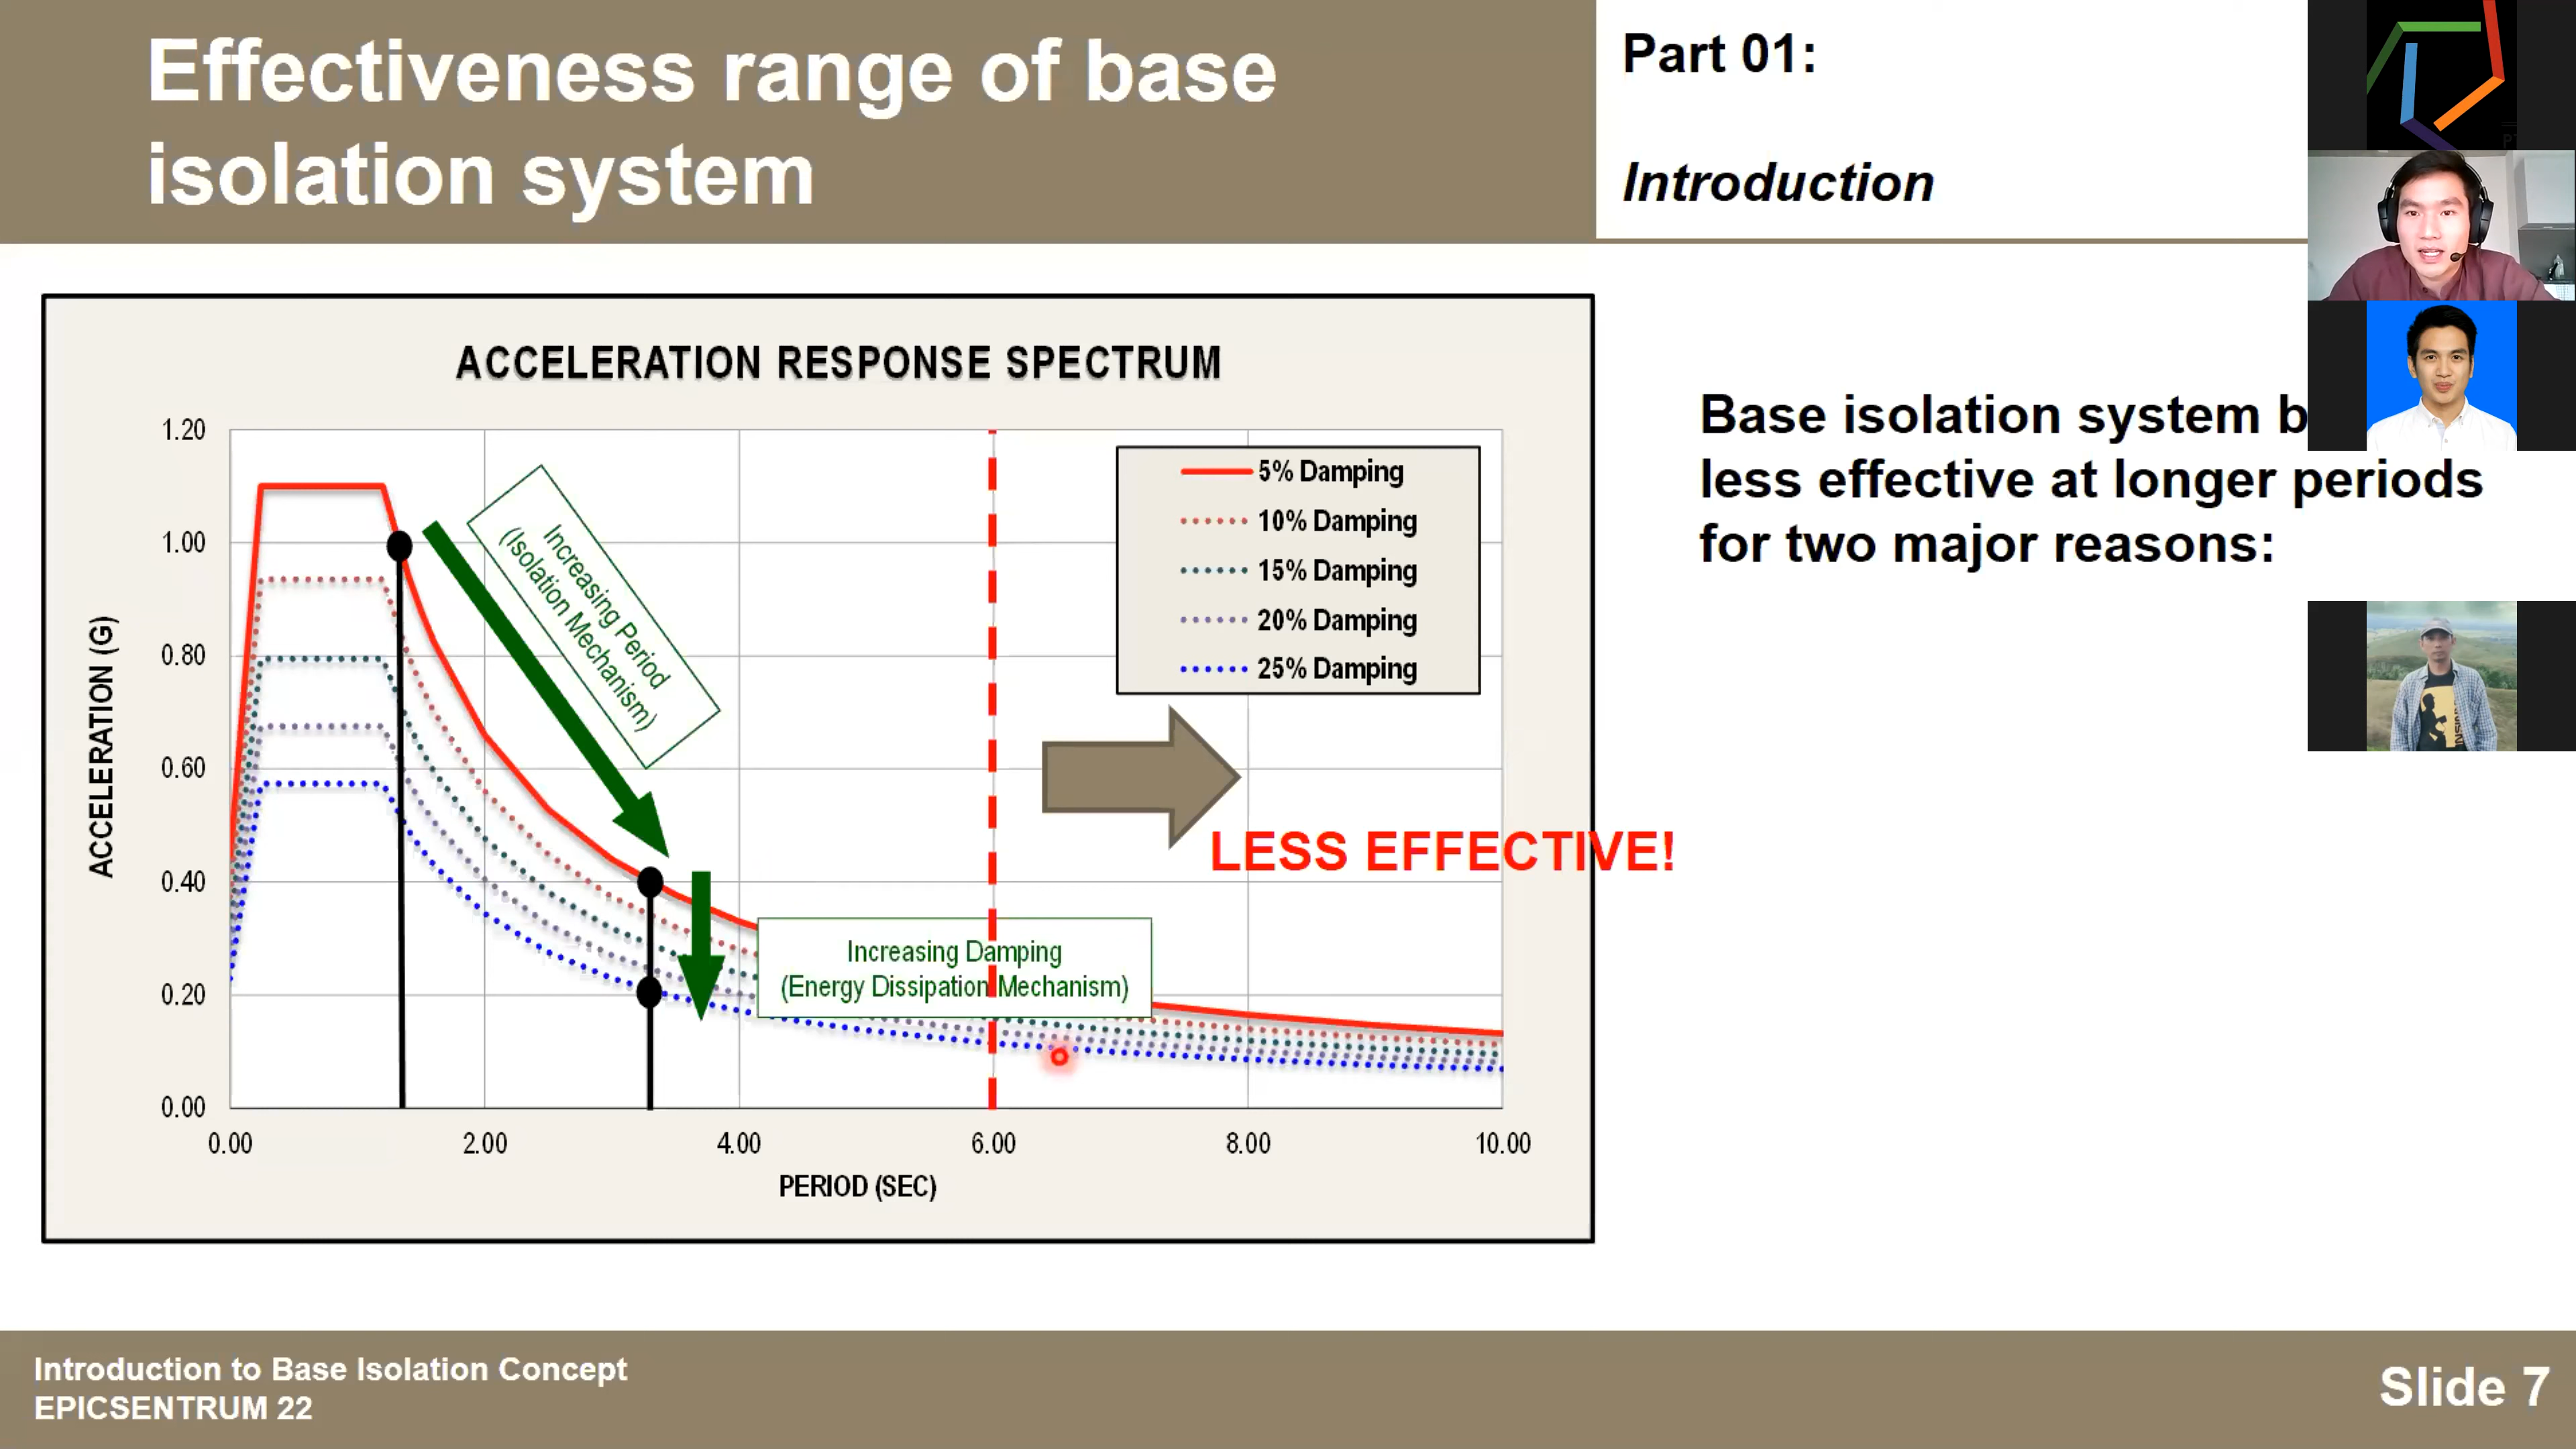 Effectiveness range of base
isolation system
Part 01:
Introduction
ACCELERATION RESPONSE SPECTRUM
1.20
1.00
0.80
0.60
0.40
0.20
0.00
ACCELERATION (G)
0.00
2.00
4.00
6.00
8.00
10.00
PERIOD (SEC)
Increasing Period
(Isolation Mechanism)
5% Damping
10% Damping
15% Damping
20% Damping
25% Damping
LESS EFFECTIVE!
Increasing Damping
(Energy Dissipation Mechanism)
Base isolation system
less effective at longer periods
for two major reasons:
Introduction to Base Isolation Concept
EPICSENTRUM 22
Slide 7